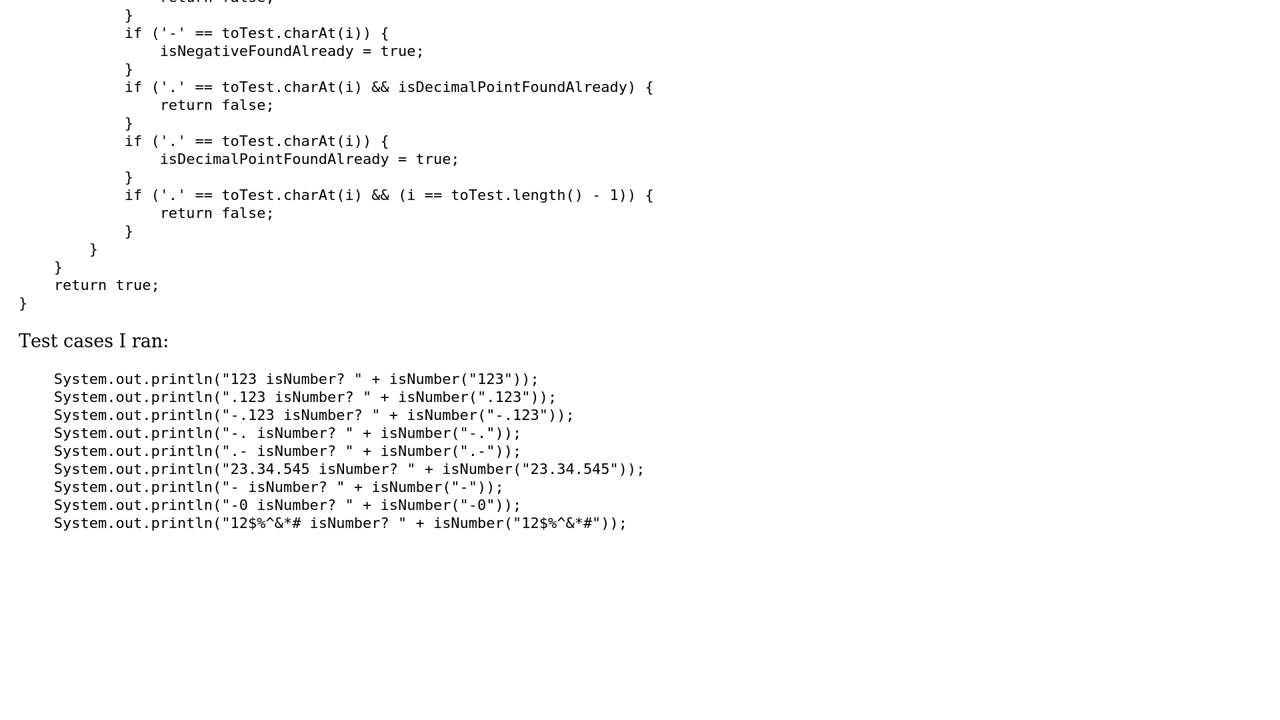 return false;
}
if ('-' == toTest.charAt(i)) {
isNegativeFoundAlready = true;
}
if ('.' == toTest.charAt(i) && isDecimalPointFoundAlready) {
return false;
}
if ('.' == toTest.charAt(i)) {
isDecimalPointFoundAlready = true;
}
if ('.' == toTest.charAt(i) && (i == toTest.length() - 1)) {
return false;
}
}
}
return true;
}
Test cases I ran:
System.out.println("123 isNumber? " + isNumber("123"));
System.out.println(".123 isNumber? " + isNumber(".123"));
System.out.println("-.123 isNumber? " + isNumber("-.123"));
System.out.println("-. isNumber? " + isNumber("-."));
System.out.println(".- isNumber? " + isNumber(".-"));
System.out.println("23.34.545 isNumber? " + isNumber("23.34.545"));
System.out.println("- isNumber? " + isNumber("-"));
System.out.println("-0 isNumber? " + isNumber("-0"));
System.out.println("12$%^&*# isNumber? " + isNumber("12$%^&*#"));